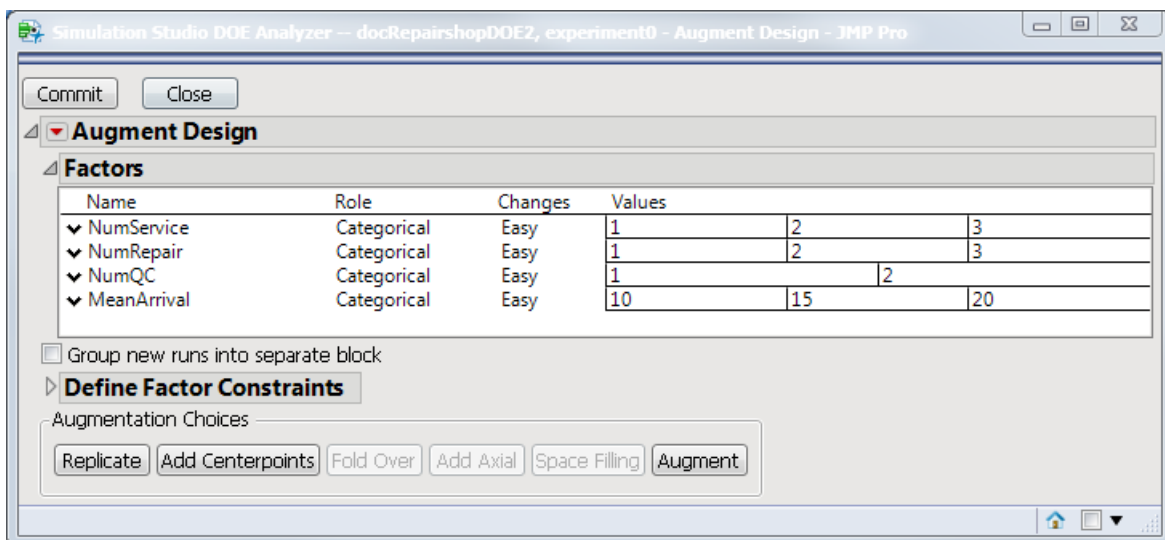 Simulation Studio DOE Analyzer -- docRepairshopDOE2, experiment0 - Augment Design - JMP Pro
Commit Close
Augment Design
Factors
Name Role Changes Values
NumService Categorical Easy 1 2 3
NumRepair Categorical Easy 1 2 3
NumQC Categorical Easy 1 2
MeanArrival Categorical Easy 10 15 20
Group new runs into separate block
Define Factor Constraints
Augmentation Choices
Replicate Add Centerpoints Fold Over Add Axial Space Filling Augment